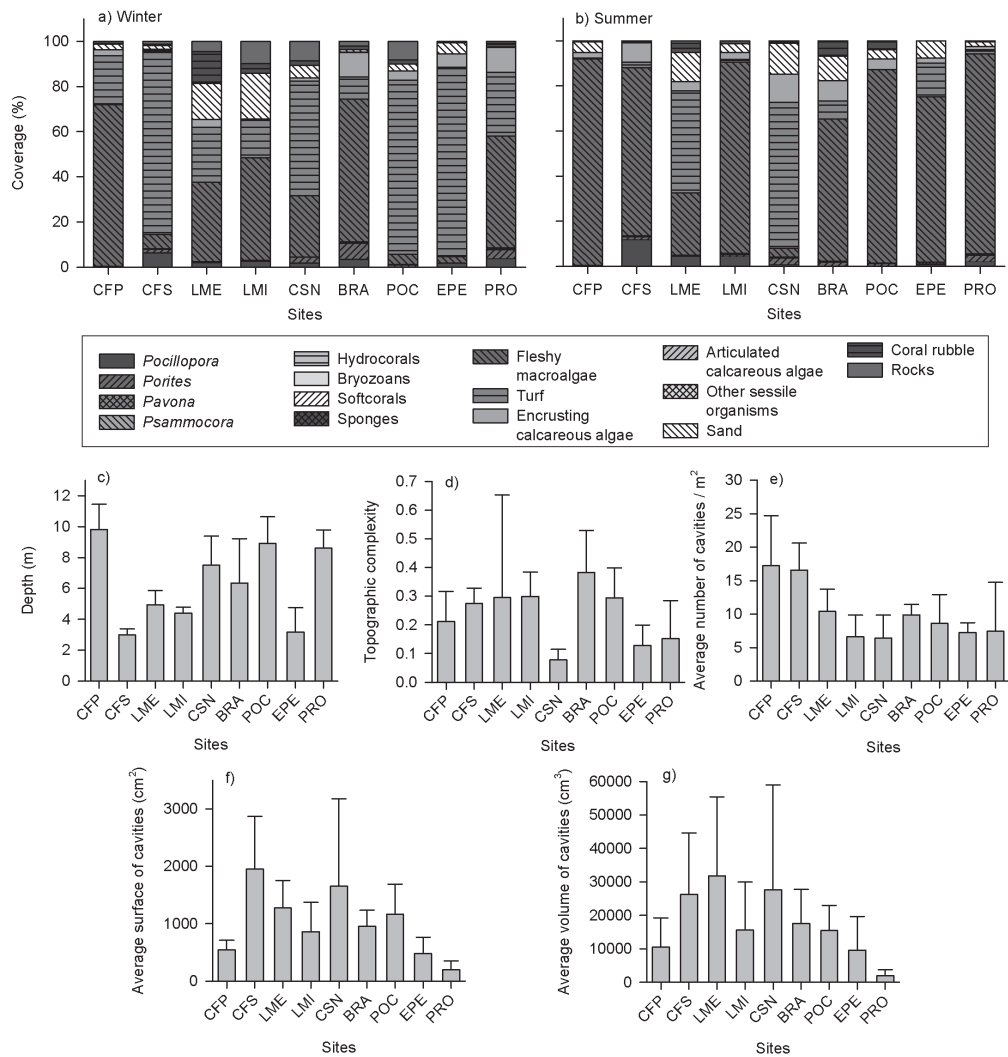 a) Winter
b) Summer
Coverage (%)
100
80
60
40
20
0
CFP CFS LME LMI CSN BRA POC EPE PRO
CFP CFS LME LMI CSN BRA POC EPE PRO
Sites
Sites
Pocillopora
Porites
Pavona
Psammocora
Hydrocorals
Bryozoans
Softcorals
Sponges
Fleshy
macroalgae
Turf
Encrusting
calcareous algae
Articulated
calcareous algae
Other sessile
organisms
Sand
Coral rubble
Rocks
c)
Depth (m)
12
10
8
6
4
2
0
CFP CFS LME LMI CSN BRA POC EPE PRO
Sites
d)
Topographic complexity
0.7
0.6
0.5
0.4
0.3
0.2
0.1
0.0
CFP CFS LME LMI CSN BRA POC EPE PRO
Sites
e)
Average number of cavities / m²
30
25
20
15
10
5
0
CFP CFS LME LMI CSN BRA POC EPE PRO
Sites
f)
Average surface of cavities (cm²)
3000
2000
1000
0
CFP CFS LME LMI CSN BRA POC EPE PRO
Sites
g)
Average volume of cavities (cm³)
60000
50000
40000
30000
20000
10000
0
CFP CFS LME LMI CSN BRA POC EPE PRO
Sites